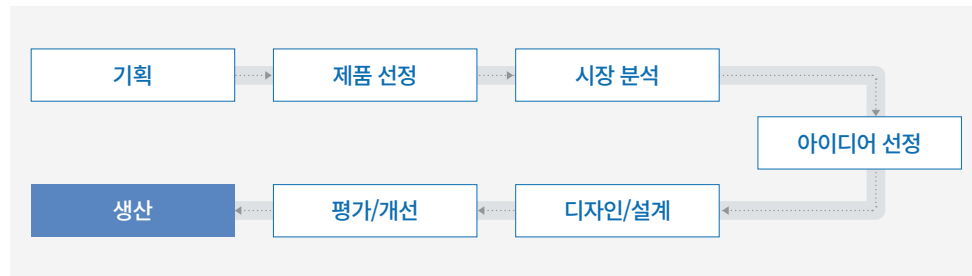 기획
제품 선정
시장 분석
아이디어 선정
디자인/설계
평가/개선
생산